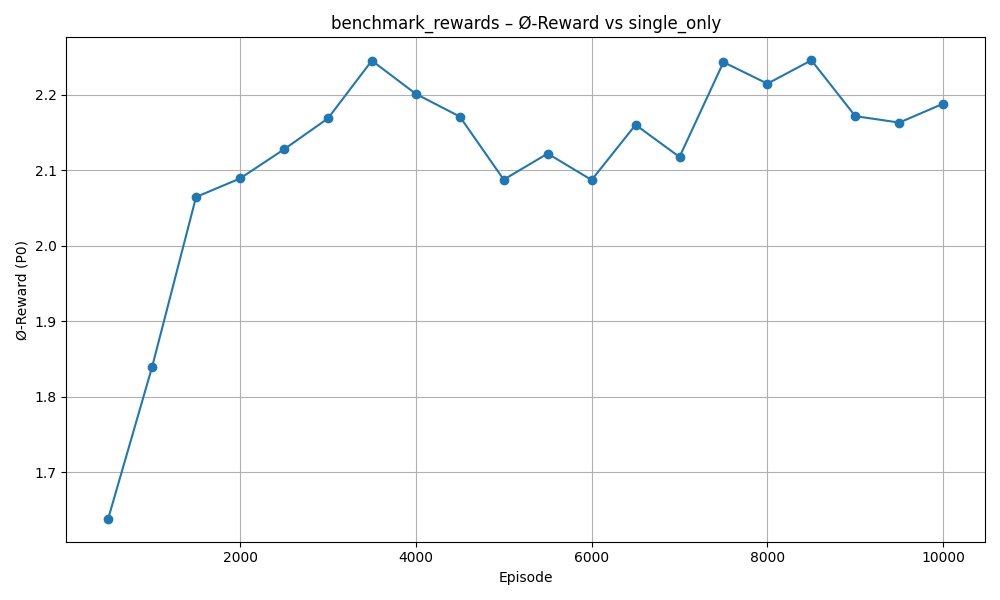 benchmark_rewards – Ø-Reward vs single_only
Ø-Reward (P0)
2.2
2.1
2.0
1.9
1.8
1.7
2000 4000 6000 8000 10000
Episode